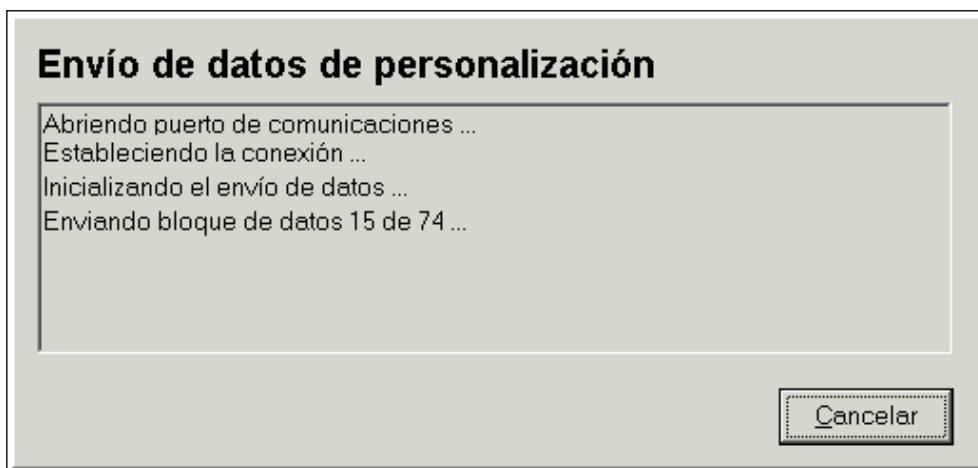 Envío de datos de personalización
Abriendo puerto de comunicaciones ...
Estableciendo la conexión ...
Inicializando el envío de datos ...
Enviando bloque de datos 15 de 74 ...
Cancelar